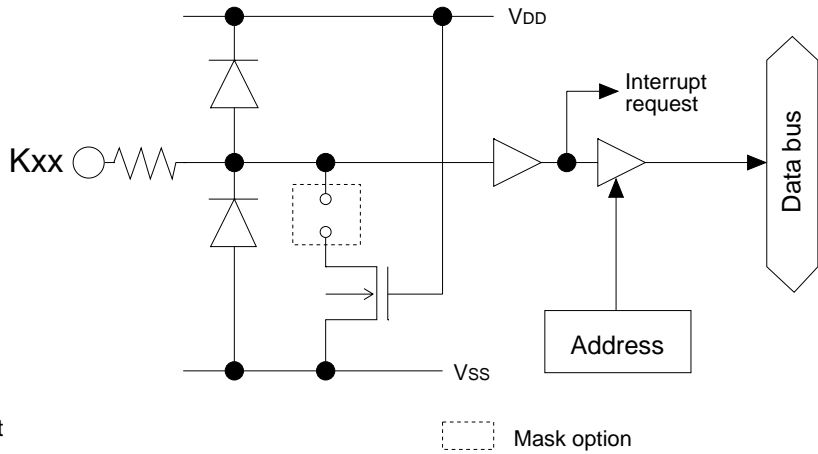 VDD
Interrupt
request
Kxx
Data bus
Address
VSS
t
Mask option